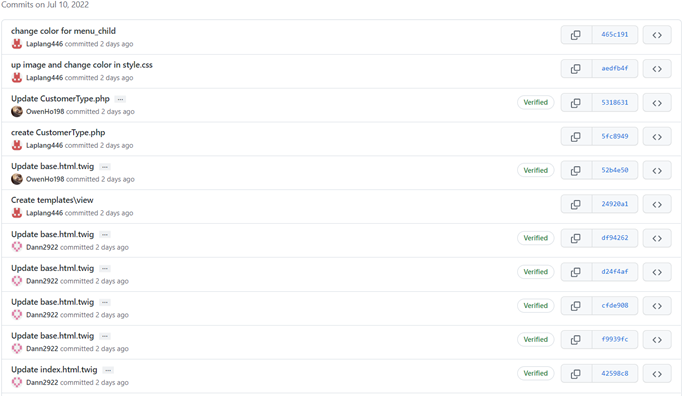 Commits on Jul 10, 2022
change color for menu_child
Laplang446 committed 2 days ago
465c191
up image and change color in style.css
Laplang446 committed 2 days ago
aedfb4f
Update CustomerType.php ...
OwenHo198 committed 2 days ago
Verified
5318631
create CustomerType.php
Laplang446 committed 2 days ago
5fc8949
Update base.html.twig ...
OwenHo198 committed 2 days ago
Verified
52b4e50
Create templates\view
Laplang446 committed 2 days ago
24920a1
Update base.html.twig ...
Dann2922 committed 2 days ago
Verified
df94262
Update base.html.twig ...
Dann2922 committed 2 days ago
Verified
d24f4af
Update base.html.twig ...
Dann2922 committed 2 days ago
Verified
cfde908
Update base.html.twig ...
Dann2922 committed 2 days ago
Verified
f9939fc
Update index.html.twig ...
Dann2922 committed 2 days ago
Verified
42598c8